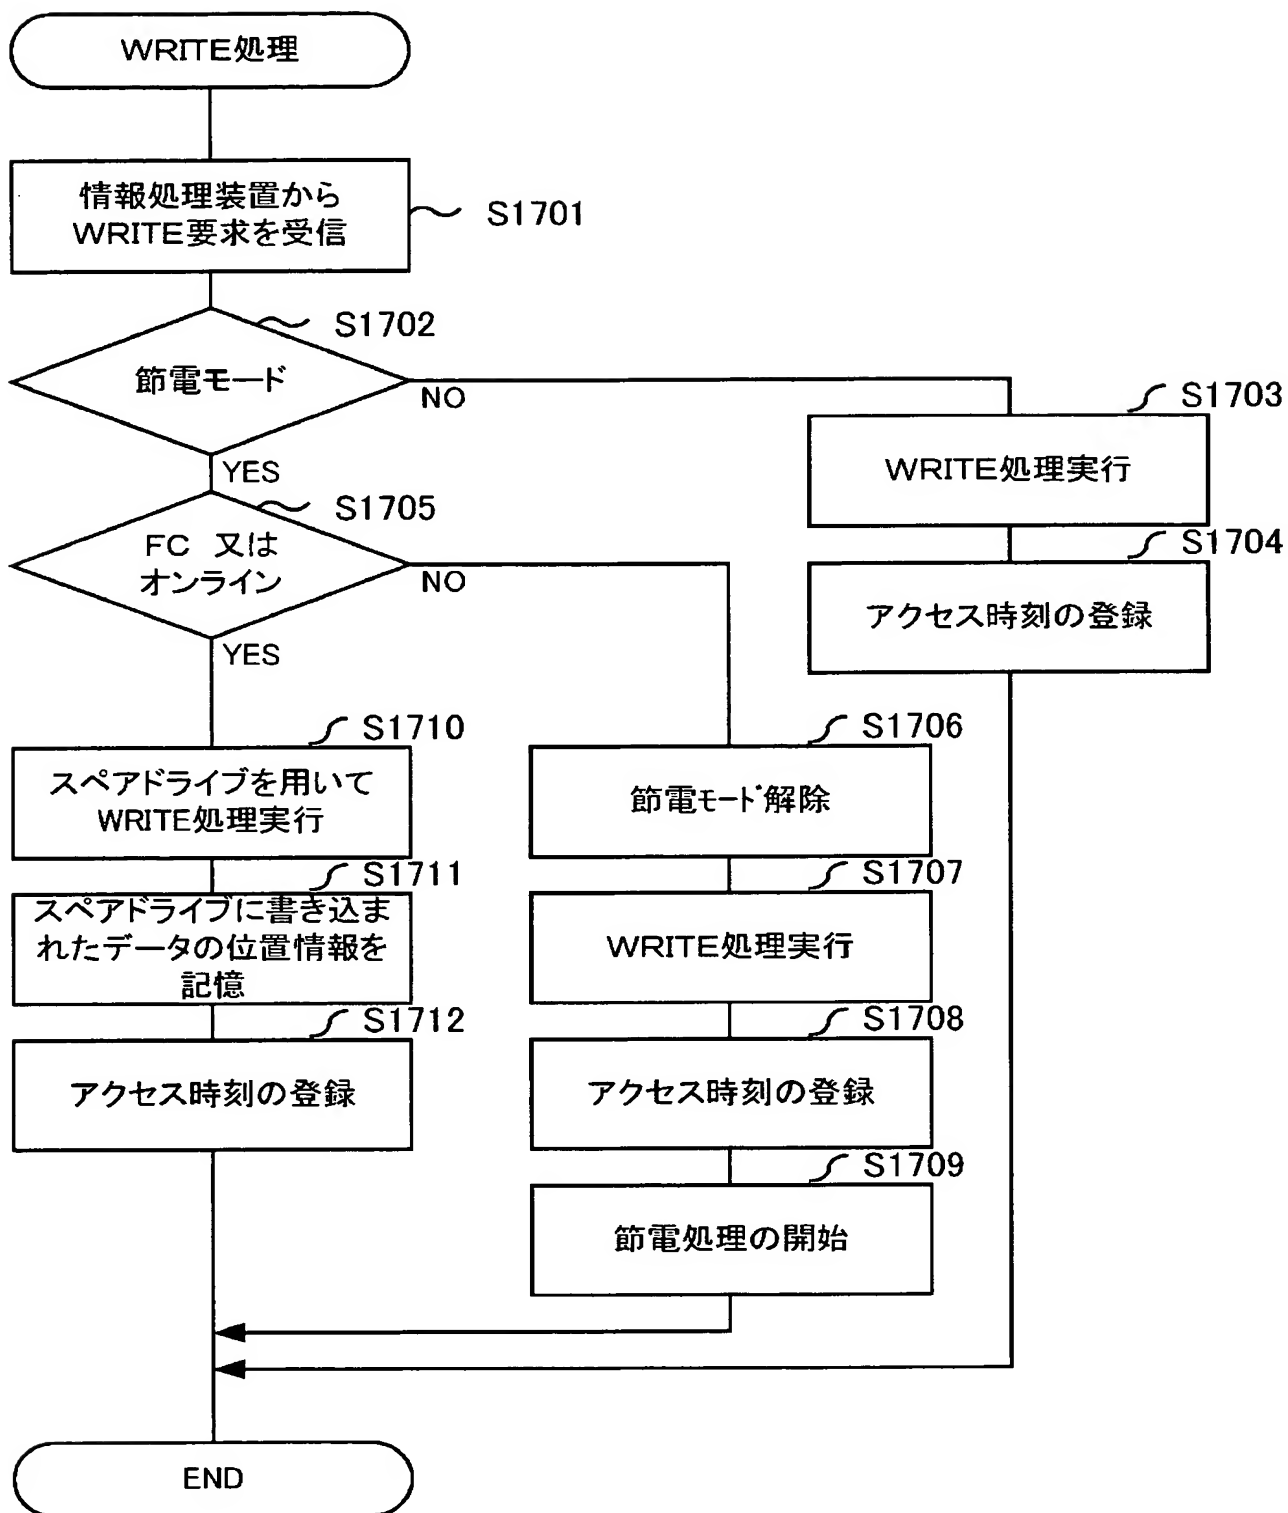 WRITE処理
情報処理装置から
WRITE要求を受信
S1701
S1702
節電モード
NO
YES
S1703
WRITE処理実行
S1704
アクセス時刻の登録
S1705
FC 又は
オンライン
NO
YES
S1710
スペアドライブを用いて
WRITE処理実行
S1711
スペアドライブに書き込ま
れたデータの位置情報を
記憶
S1712
アクセス時刻の登録
S1706
節電モード解除
S1707
WRITE処理実行
S1708
アクセス時刻の登録
S1709
節電処理の開始
END